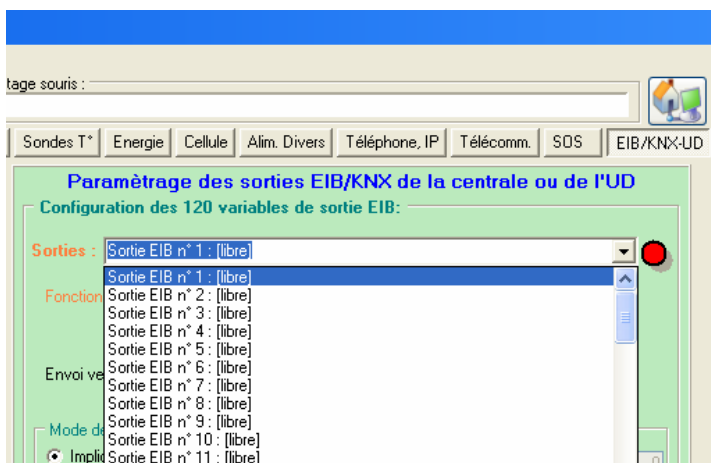 tage souris :
Sondes T° Energie Cellule Alim. Divers Téléphone, IP Télécomm. SOS EIB/KNX-UD
Paramètrage des sorties EIB/KNX de la centrale ou de l'UD
Configuration des 120 variables de sortie EIB:
Sorties : Sortie EIB n° 1 : [libre]
Sortie EIB n° 1 : [libre]
Fonction
Sortie EIB n° 2 : [libre]
Sortie EIB n° 3 : [libre]
Sortie EIB n° 4 : [libre]
Sortie EIB n° 5 : [libre]
Envoi ve
Sortie EIB n° 6 : [libre]
Sortie EIB n° 7 : [libre]
Sortie EIB n° 8 : [libre]
Sortie EIB n° 9 : [libre]
Mode de
Sortie EIB n° 10 : [libre]
Implic
Sortie EIB n° 11 : [libre]